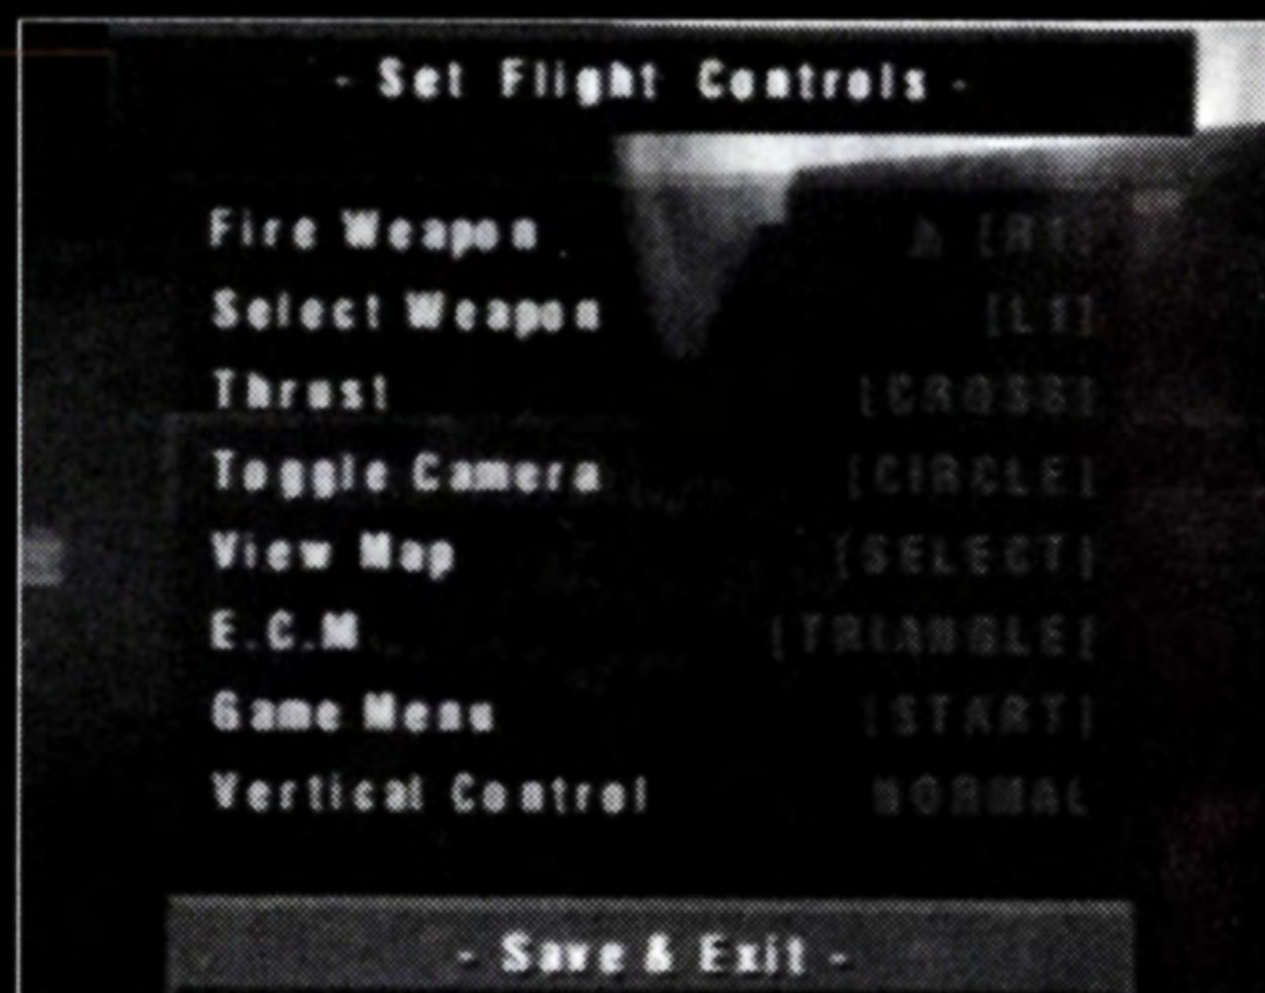 - Set Flight Controls -
Fire Weapon [R1]
Select Weapon [L1]
Thrust [CROSS]
Toggle Camera [CIRCLE]
View Map [SELECT]
E.C.M [TRIANGLE]
Game Menu [START]
Vertical Control NORMAL
- Save & Exit -